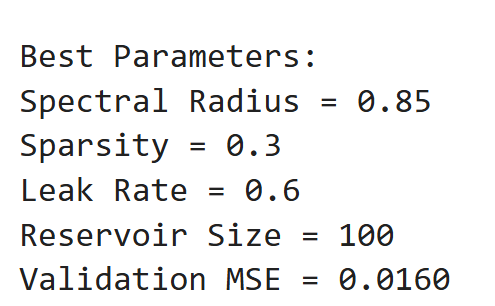 Best Parameters:
Spectral Radius = 0.85
Sparsity = 0.3
Leak Rate = 0.6
Reservoir Size = 100
Validation MSE = 0.0160